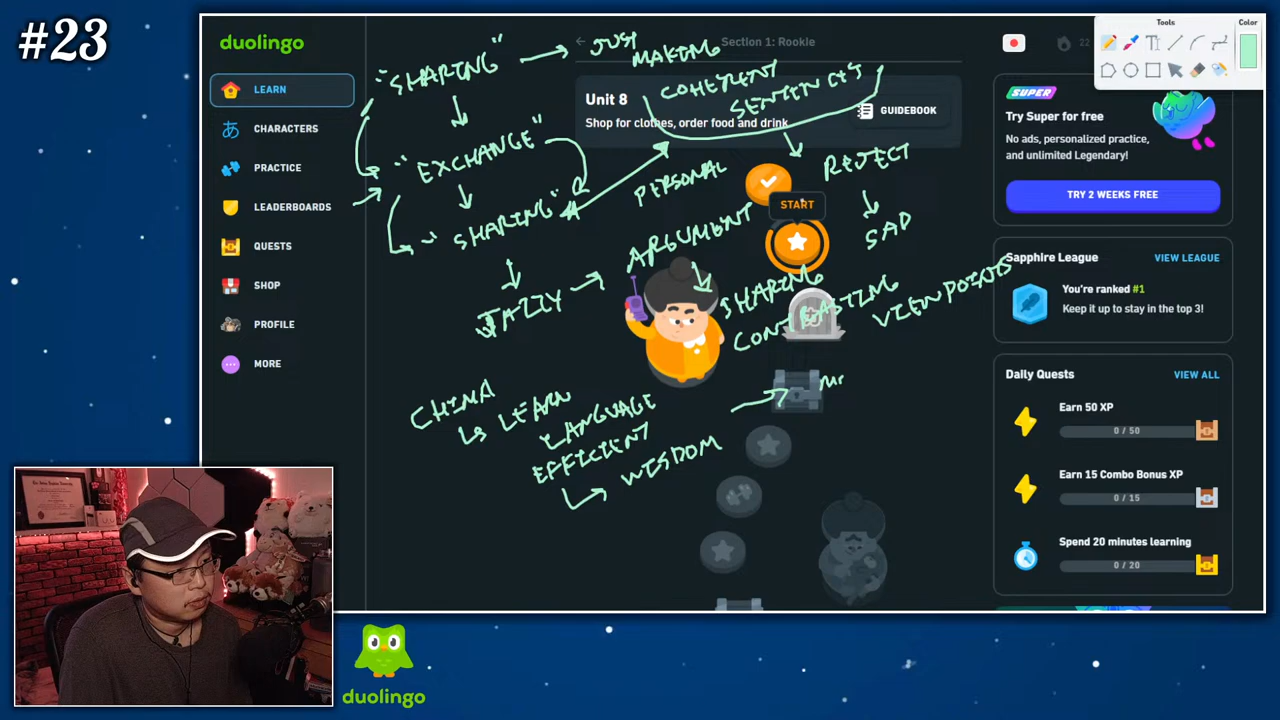 #23
duolingo
LEARN
CHARACTERS
PRACTICE
LEADERBOARDS
QUESTS
SHOP
PROFILE
MORE
Section 1: Rookie
22
Unit 8
Shop for clothes, order food and drink
GUIDEBOOK
START
"SHARING"
JUST
MAKING
COHERENT
"EXCHANGE"
"SHARING"
PERSONAL
REJECT
SAD
ARGUMENT
SHARING
CONTRASTING
VIEWPOINTS
CHINA
LEARN
LANGUAGE
EFFICIENT
WISDOM
Tools
Color
SUPER
Try Super for free
No ads, personalized practice,
and unlimited Legendary!
TRY 2 WEEKS FREE
Sapphire League
VIEW LEAGUE
You're ranked #1
Keep it up to stay in the top 3!
Daily Quests
VIEW ALL
Earn 50 XP
0 / 50
Earn 15 Combo Bonus XP
0 / 15
Spend 20 minutes learning
0 / 20
duolingo